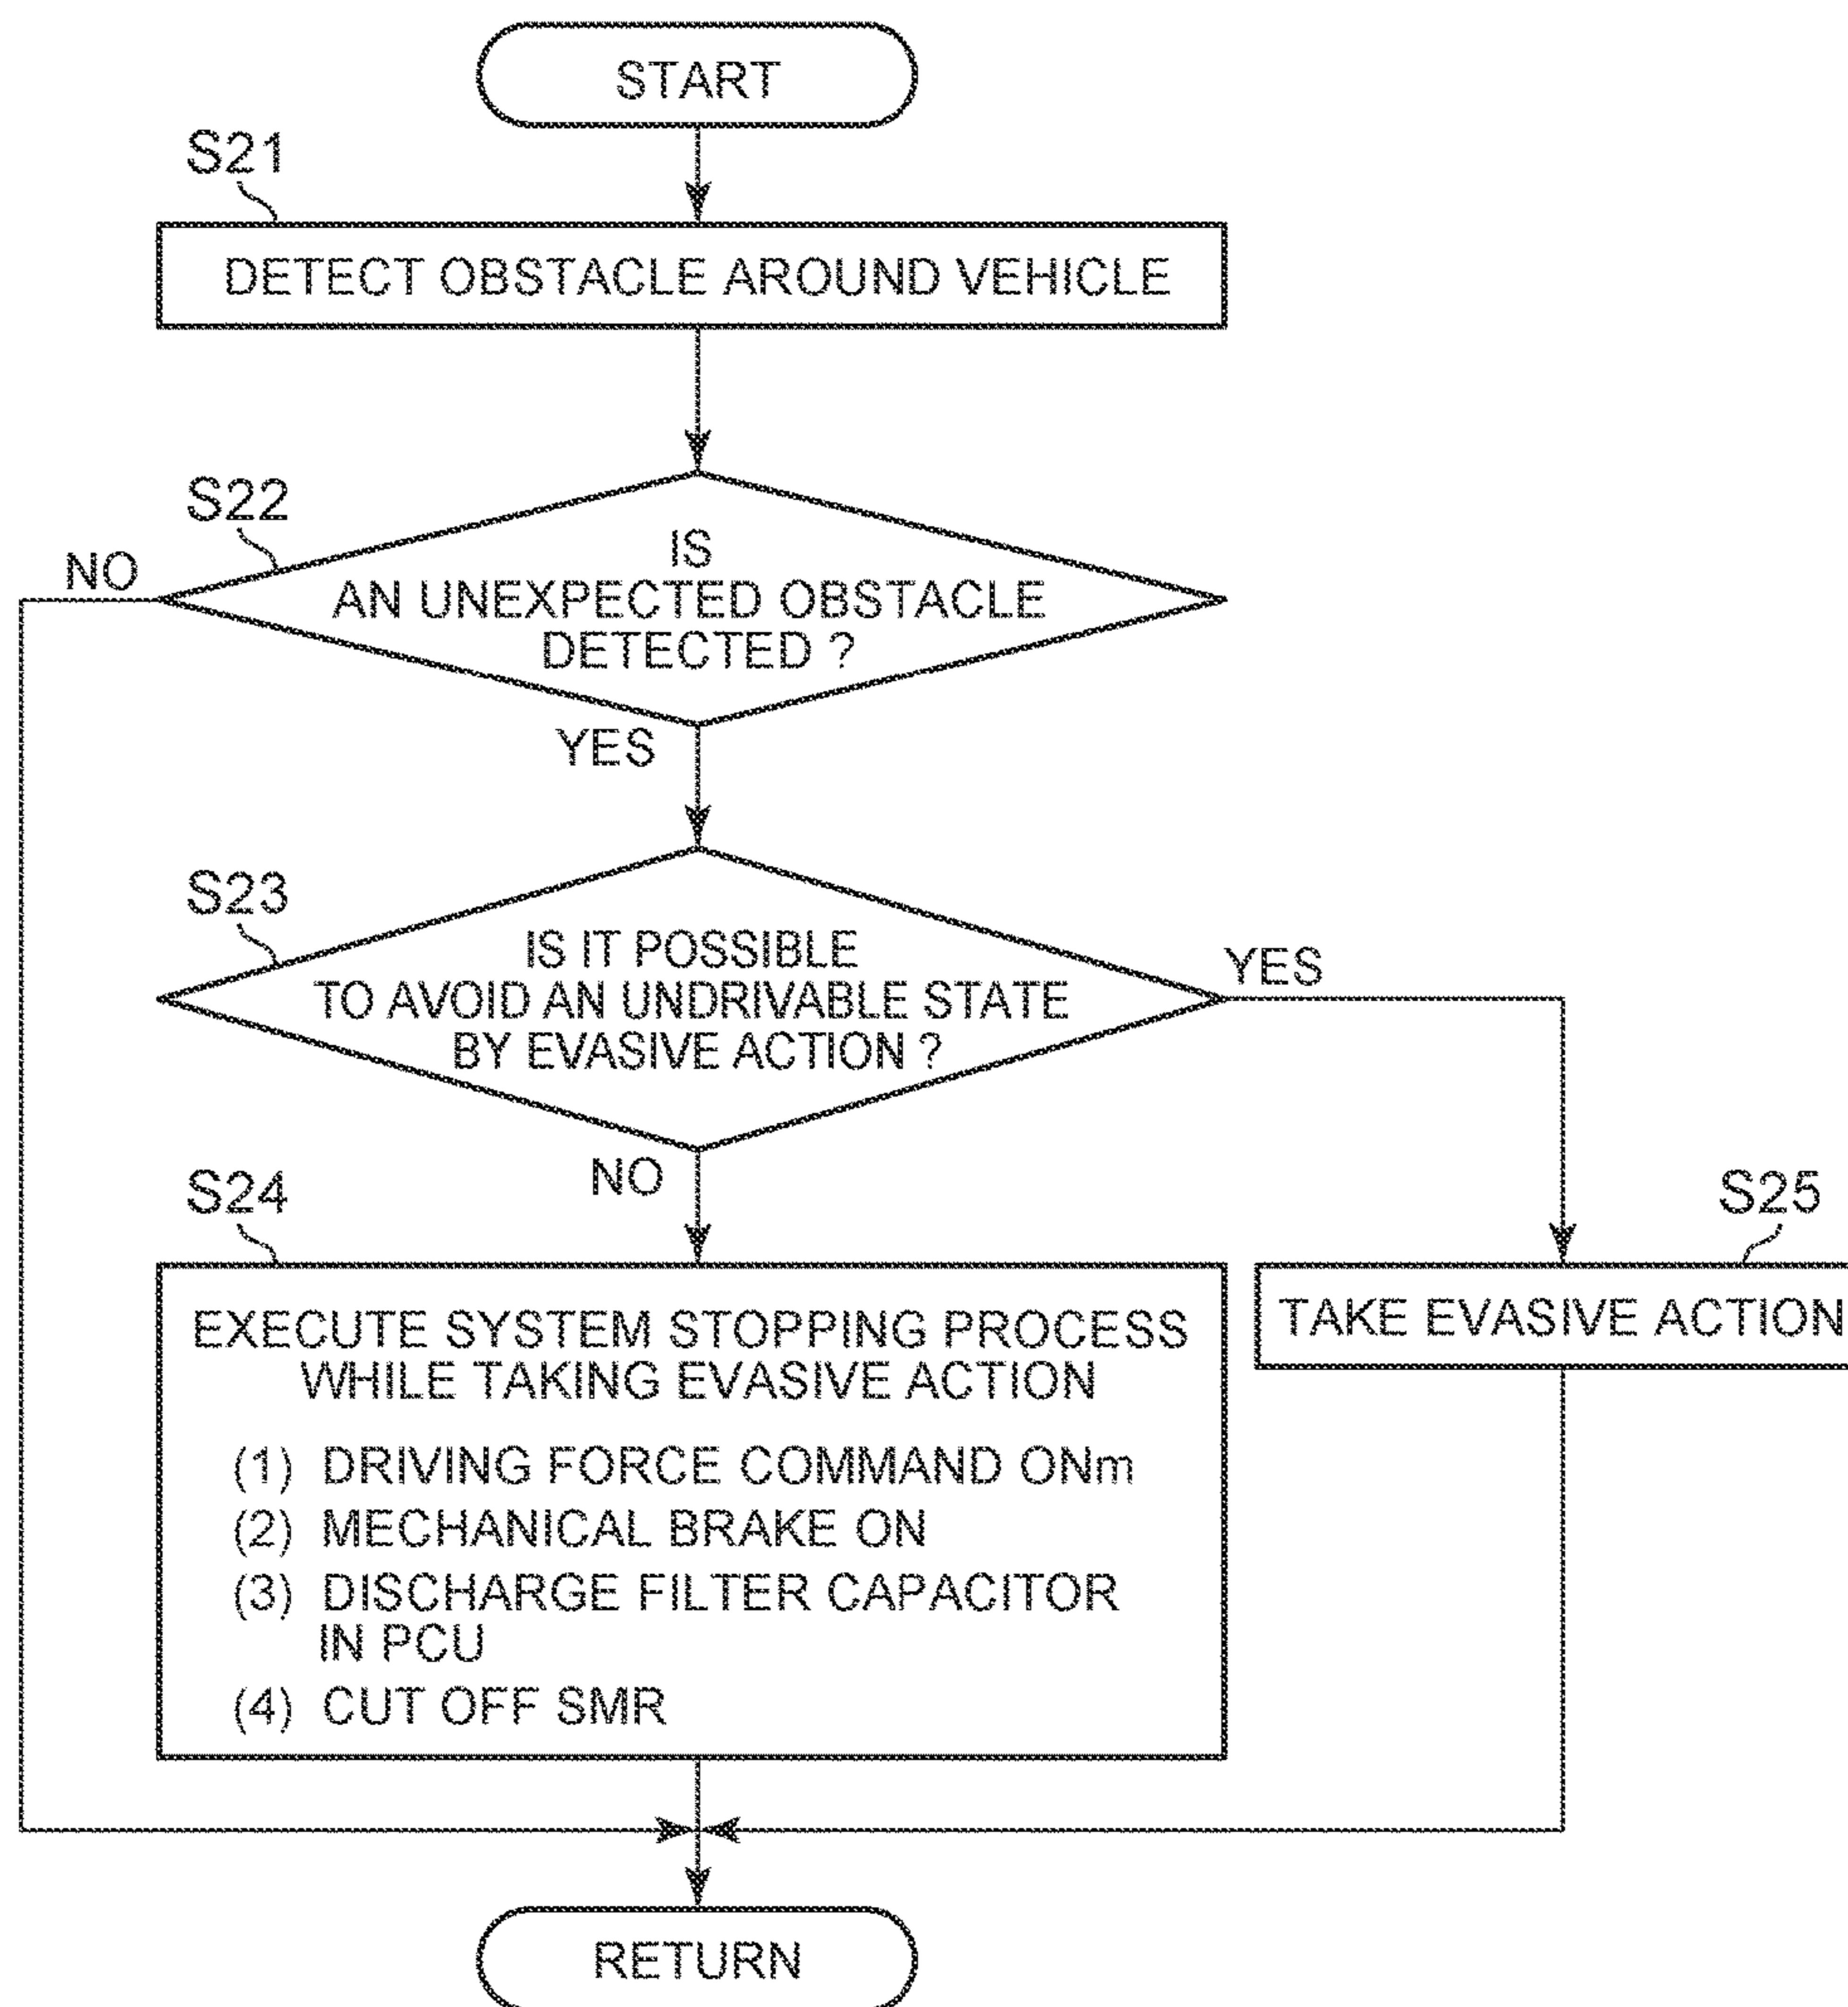 START
S21
DETECT OBSTACLE AROUND VEHICLE
S22
NO
IS
AN UNEXPECTED OBSTACLE
DETECTED ?
YES
S23
IS IT POSSIBLE
TO AVOID AN UNDRIVABLE STATE
BY EVASIVE ACTION ?
YES
NO
S24
EXECUTE SYSTEM STOPPING PROCESS
WHILE TAKING EVASIVE ACTION
(1) DRIVING FORCE COMMAND 0Nm
(2) MECHANICAL BRAKE ON
(3) DISCHARGE FILTER CAPACITOR
IN PCU
(4) CUT OFF SMR
S25
TAKE EVASIVE ACTION
RETURN